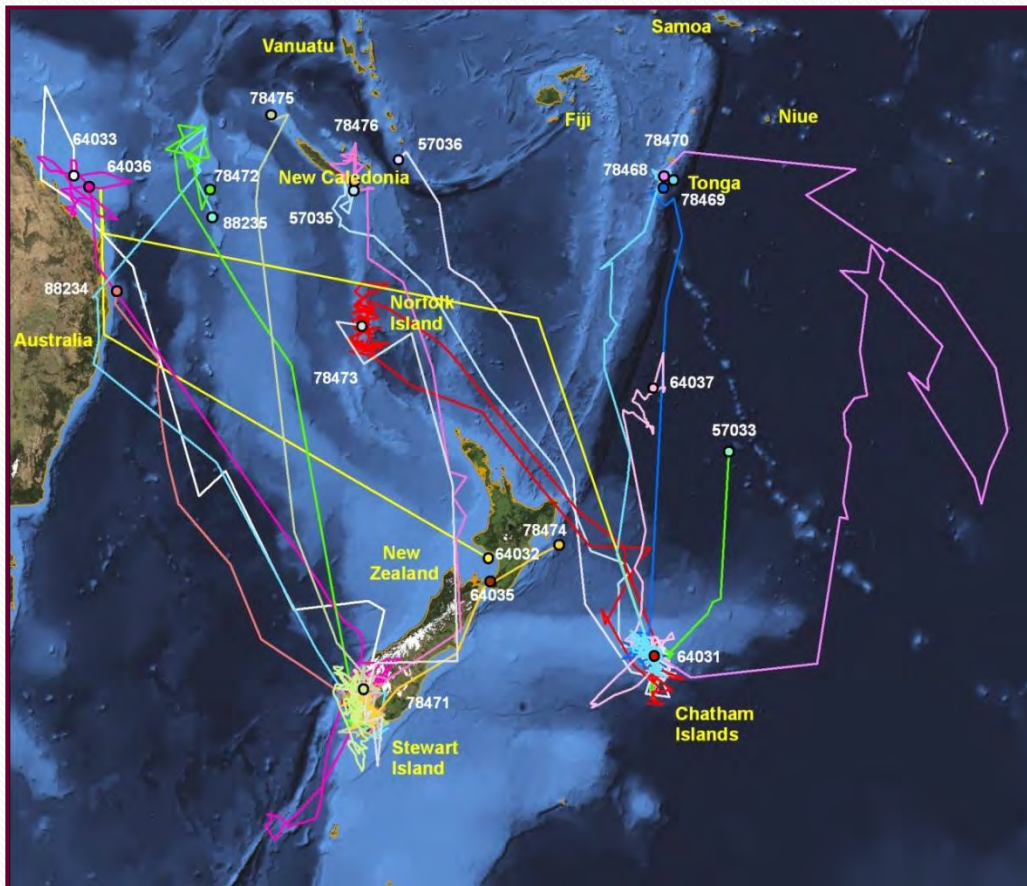 Samoa
Vanuatu
78475
Fiji
Niue
78476
57036
78470
64033
64036
78468
New Caledonia
78472
Tonga
78469
57035
88235
88234
Norfolk
Island
Australia
78473
64037
57033
78474
64032
New
Zealand
64035
64031
78471
Chatham
Islands
Stewart
Island